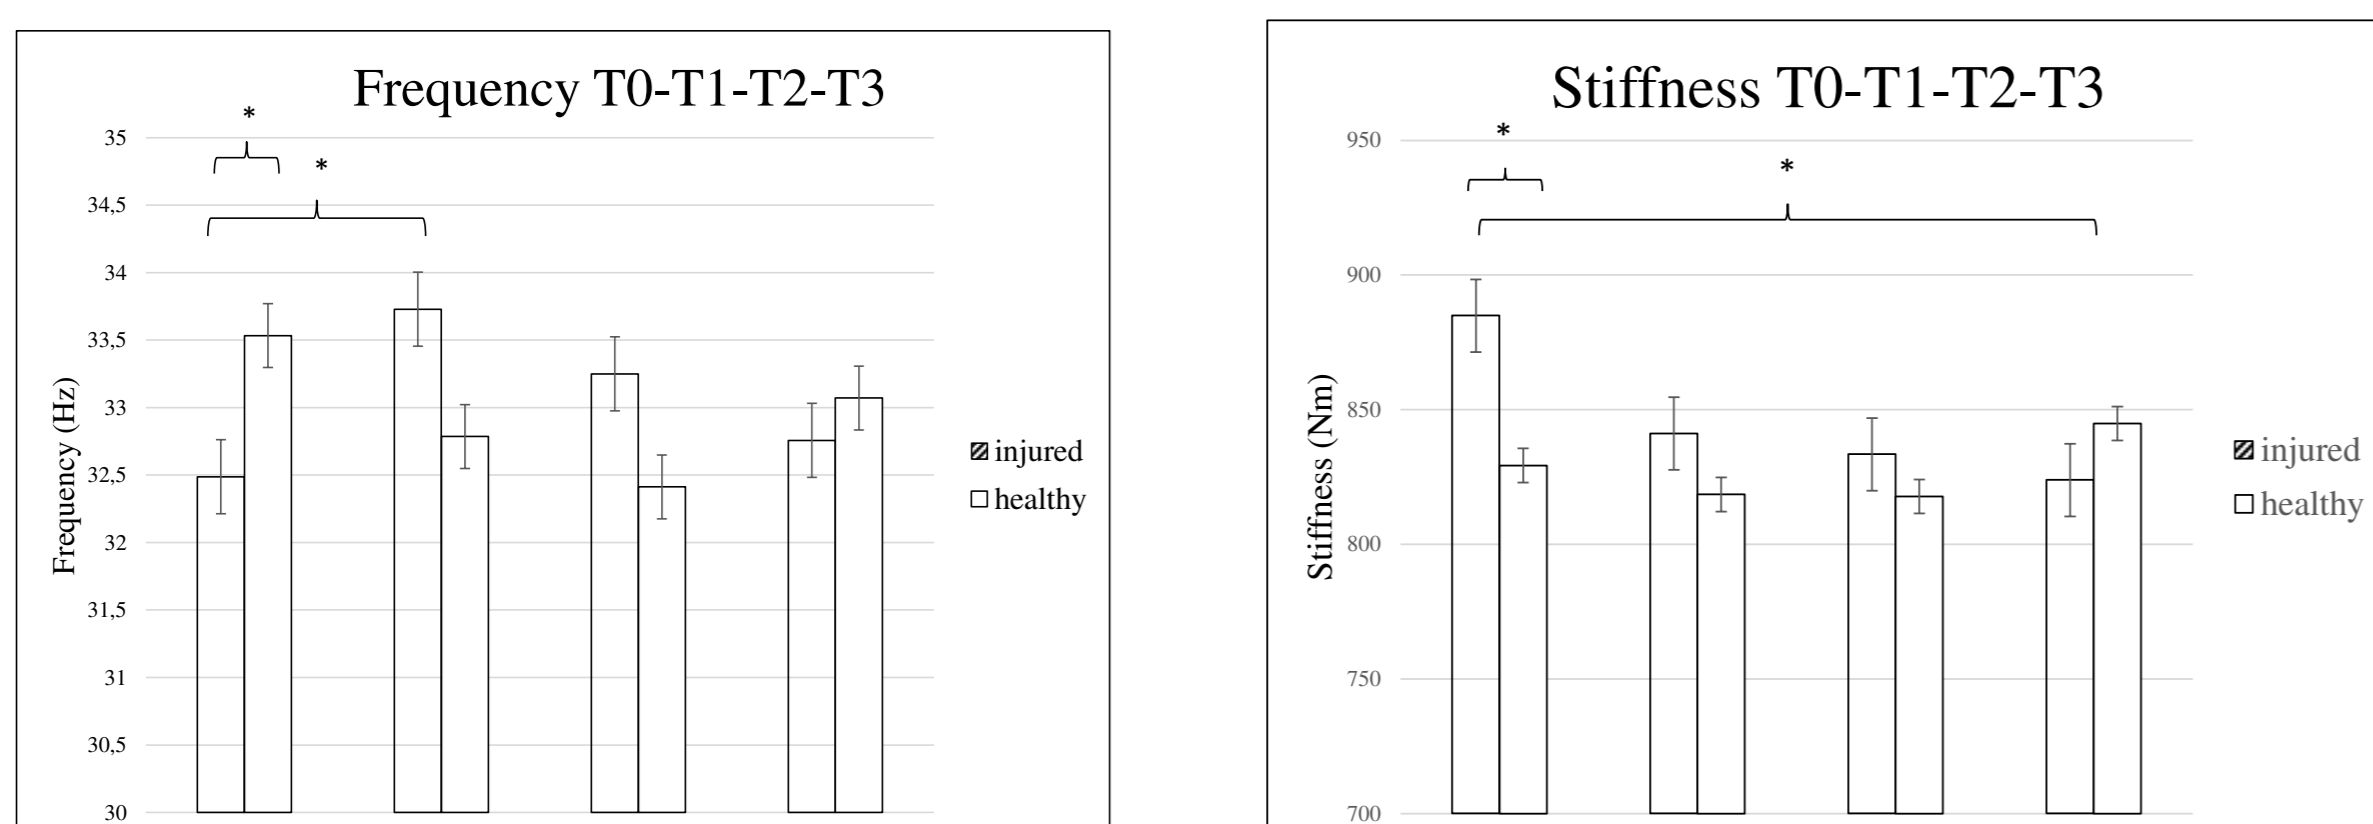 Frequency T0-T1-T2-T3
*
*
35
34,5
34
33,5
33
32,5
32
31,5
31
30,5
30
Frequency (Hz)
injured
healthy
Stiffness T0-T1-T2-T3
*
*
950
900
850
800
750
700
Stiffness (Nm)
injured
healthy